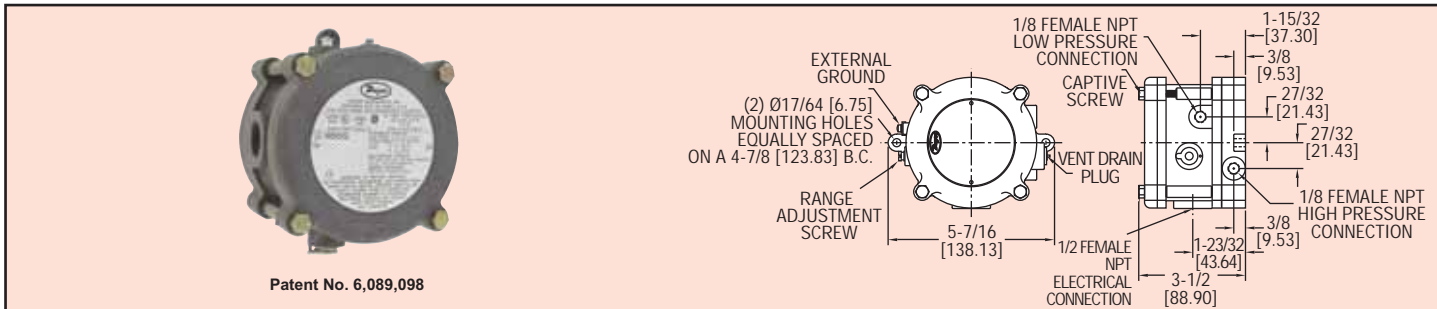 Patent No. 6,089,098
EXTERNAL
GROUND
(2) Ø17/64 [6.75]
MOUNTING HOLES
EQUALLY SPACED
ON A 4-7/8 [123.83] B.C.
RANGE
ADJUSTMENT
SCREW
5-7/16
[138.13]
VENT DRAIN
PLUG
1/8 FEMALE NPT
LOW PRESSURE
CONNECTION
CAPTIVE
SCREW
1-15/32
[37.30]
3/8
[9.53]
27/32
[21.43]
27/32
[21.43]
1/8 FEMALE NPT
HIGH PRESSURE
CONNECTION
3/8
[9.53]
1-23/32
[43.64]
1/2 FEMALE
NPT
ELECTRICAL
CONNECTION
3-1/2
[88.90]